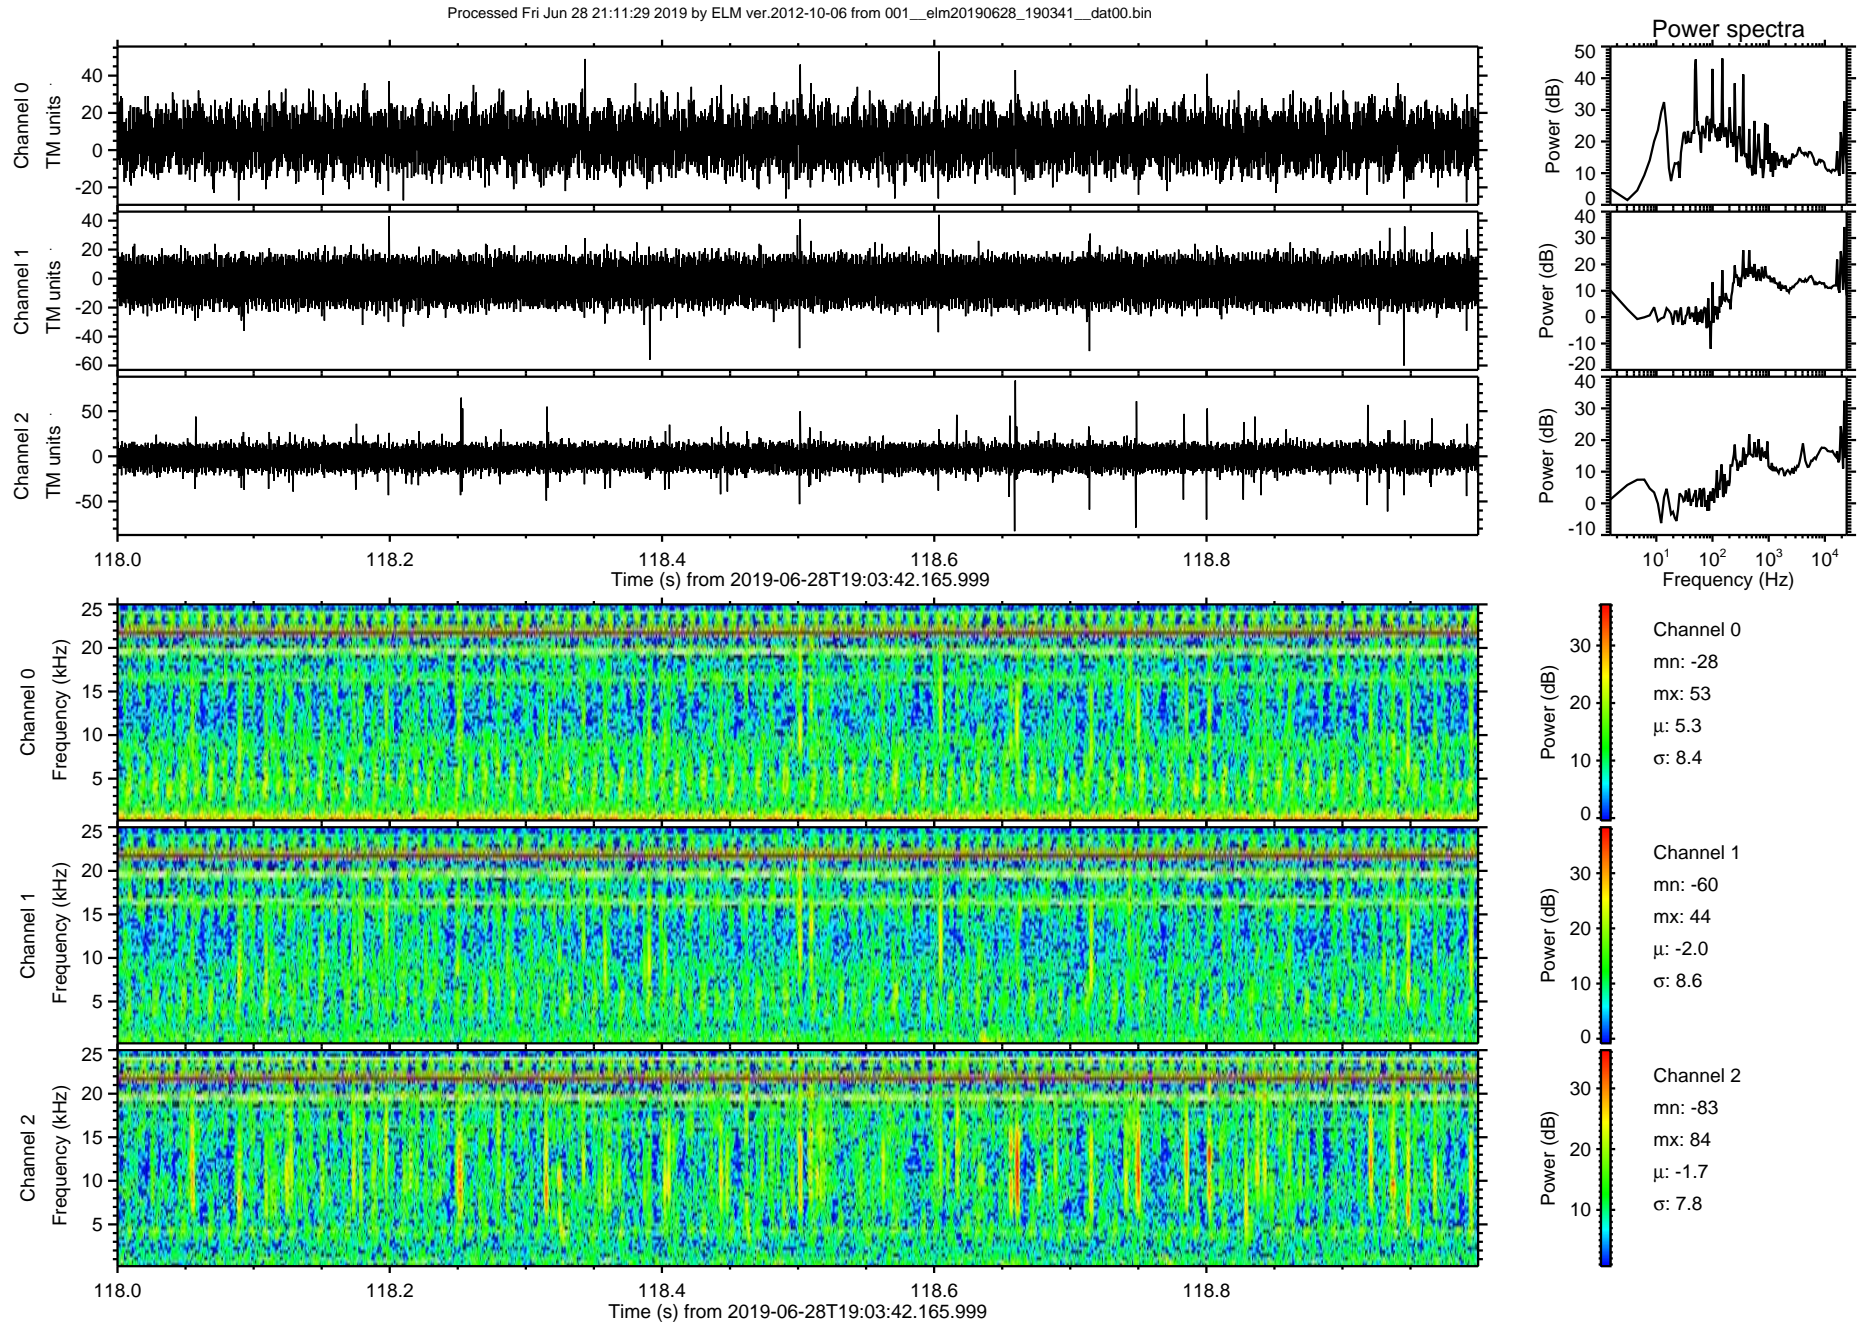 Processed Fri Jun 28 21:11:29 2019 by ELM ver.2012-10-06 from 001__elm20190628_190341__dat00.bin
Power spectra
Channel 0
TM units
40
20
0
-20
Power (dB)
50
40
30
20
10
0
Channel 1
TM units
40
20
0
-20
-40
-60
Power (dB)
40
30
20
10
0
-10
-20
Channel 2
TM units
50
0
-50
Power (dB)
40
30
20
10
0
-10
118.0 118.2 118.4 118.6 118.8
Time (s) from 2019-06-28T19:03:42.165.999
10¹ 10² 10³ 10⁴
Frequency (Hz)
Channel 0
Frequency (kHz)
25
20
15
10
5
Power (dB)
30
20
10
0
Channel 0
mn: -28
mx: 53
μ: 5.3
σ: 8.4
Channel 1
Frequency (kHz)
25
20
15
10
5
Power (dB)
30
20
10
0
Channel 1
mn: -60
mx: 44
μ: -2.0
σ: 8.6
Channel 2
Frequency (kHz)
25
20
15
10
5
Power (dB)
30
20
10
Channel 2
mn: -83
mx: 84
μ: -1.7
σ: 7.8
118.0 118.2 118.4 118.6 118.8
Time (s) from 2019-06-28T19:03:42.165.999